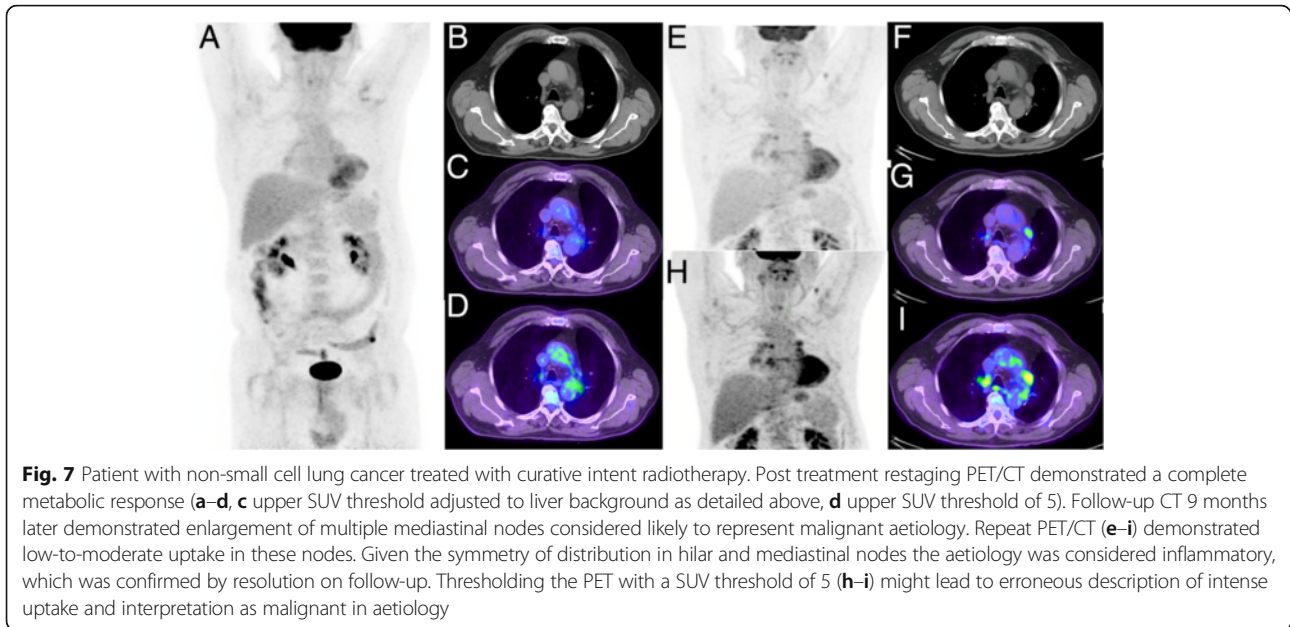 A
B
C
D
E
F
G
H
I
Fig. 7 Patient with non-small cell lung cancer treated with curative intent radiotherapy. Post treatment restaging PET/CT demonstrated a complete
metabolic response (a–d, c upper SUV threshold adjusted to liver background as detailed above, d upper SUV threshold of 5). Follow-up CT 9 months
later demonstrated enlargement of multiple mediastinal nodes considered likely to represent malignant aetiology. Repeat PET/CT (e–i) demonstrated
low-to-moderate uptake in these nodes. Given the symmetry of distribution in hilar and mediastinal nodes the aetiology was considered inflammatory,
which was confirmed by resolution on follow-up. Thresholding the PET with a SUV threshold of 5 (h–i) might lead to erroneous description of intense
uptake and interpretation as malignant in aetiology